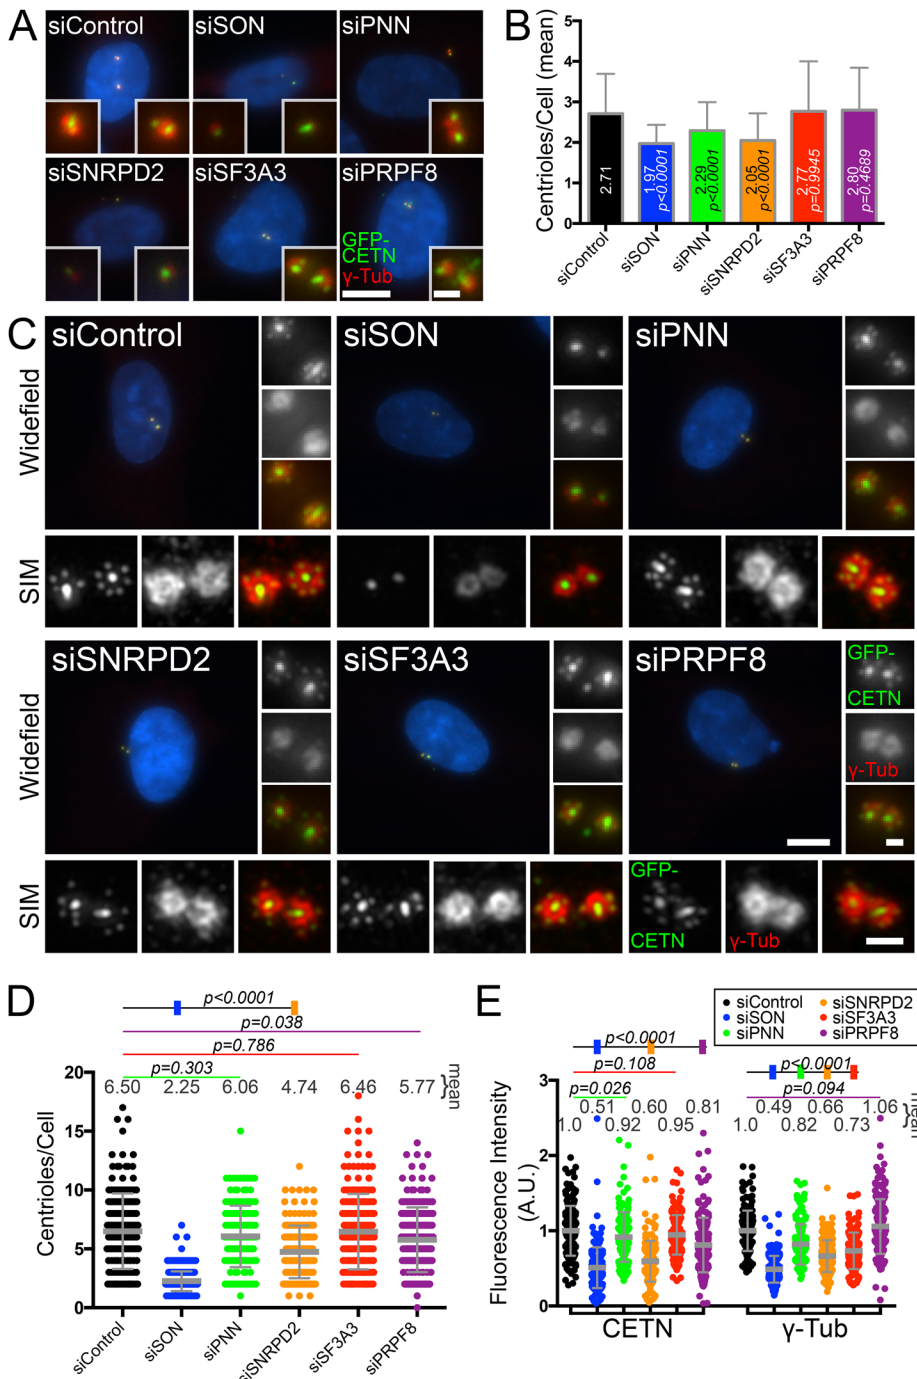 A
siControl
siSON
siPNN
siSNRPD2
siSF3A3
siPRPF8
GFP-
CETN
γ-Tub
B
Centrioles/Cell (mean)
5
4
3
2
1
0
2.71
1.97
p<0.0001
2.29
p<0.0001
2.05
p<0.0001
2.77
p=0.9945
2.80
p=0.4689
siControl
siSON
siPNN
siSNRPD2
siSF3A3
siPRPF8
C
siControl
siSON
siPNN
Widefield
SIM
siSNRPD2
siSF3A3
siPRPF8
GFP-
CETN
γ-Tub
Widefield
SIM
GFP-
CETN
γ-Tub
D
p<0.0001
p=0.038
p=0.786
p=0.303
6.50 2.25 6.06 4.74 6.46 5.77
mean
Centrioles/Cell
20
15
10
5
0
siControl
siSON
siPNN
siSNRPD2
siSF3A3
siPRPF8
E
siControl
siSON
siPNN
siSNRPD2
siSF3A3
siPRPF8
p<0.0001
p=0.108
p=0.026
0.51 0.60 0.81
1.0 0.92 0.95
p<0.0001
p=0.094
0.49 0.66 1.06
1.0 0.82 0.73
mean
Fluorescence Intensity
(A.U.)
3
2
1
0
CETN
γ-Tub